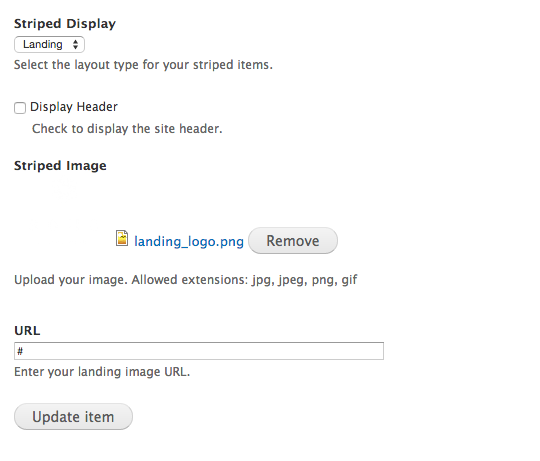 Striped Display
Landing
Select the layout type for your striped items.
Display Header
Check to display the site header.
Striped Image
landing_logo.png Remove
Upload your image. Allowed extensions: jpg, jpeg, png, gif
URL
#
Enter your landing image URL.
Update item